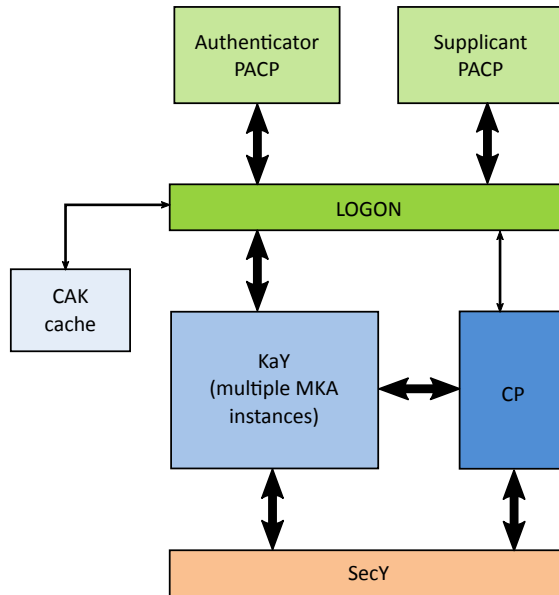 Authenticator
PACP
Supplicant
PACP
LOGON
CAK
cache
KaY
(multiple MKA
instances)
CP
SecY